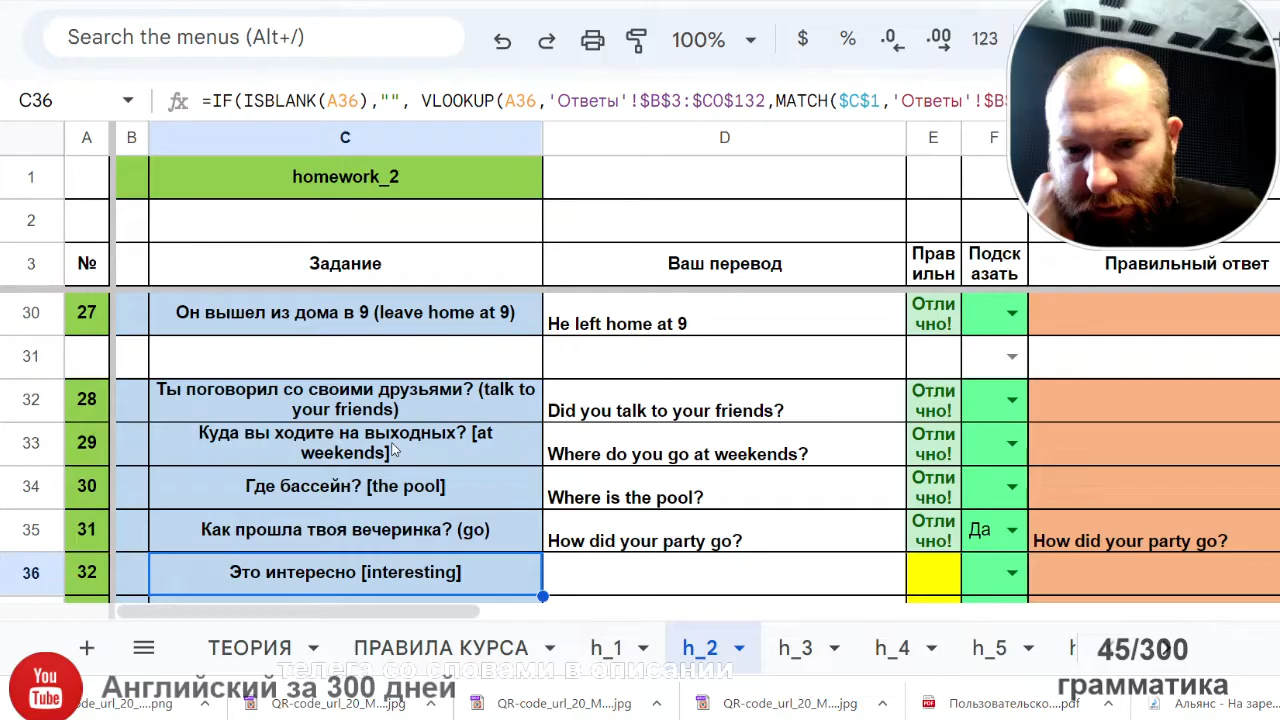 Search the menus (Alt+/)
100%
$ % .0 .00 123
C36
fx =IF(ISBLANK(A36),"", VLOOKUP(A36,'Ответы'!$B$3:$CO$132,MATCH($C$1,'Ответы'!$B
A B C D E F
1 homework_2
2
3 № Задание Ваш перевод Прав Подск Правильный ответ
ильн азать
30 27 Он вышел из дома в 9 (leave home at 9) He left home at 9 Отли
чно!
31
32 28 Ты поговорил со своими друзьями? (talk to Did you talk to your friends? Отли
your friends) чно!
33 29 Куда вы ходите на выходных? [at Where do you go at weekends? Отли
weekends] чно!
34 30 Где бассейн? [the pool] Where is the pool? Отли
чно!
35 31 Как прошла твоя вечеринка? (go) How did your party go? Отли Да How did your party go?
чно!
36 32 Это интересно [interesting]
+ ТЕОРИЯ ПРАВИЛА КУРСА h_1 h_2 h_3 h_4 h_5 45/300
телега со словами в описании
You Tube Английский за 300 дней грамматика
code_url_20_....png QR-code_url_20_M....jpg QR-code_url_20_M....jpg QR-code_url_20_M....jpg Пользовательско....pdf Альянс - На заре